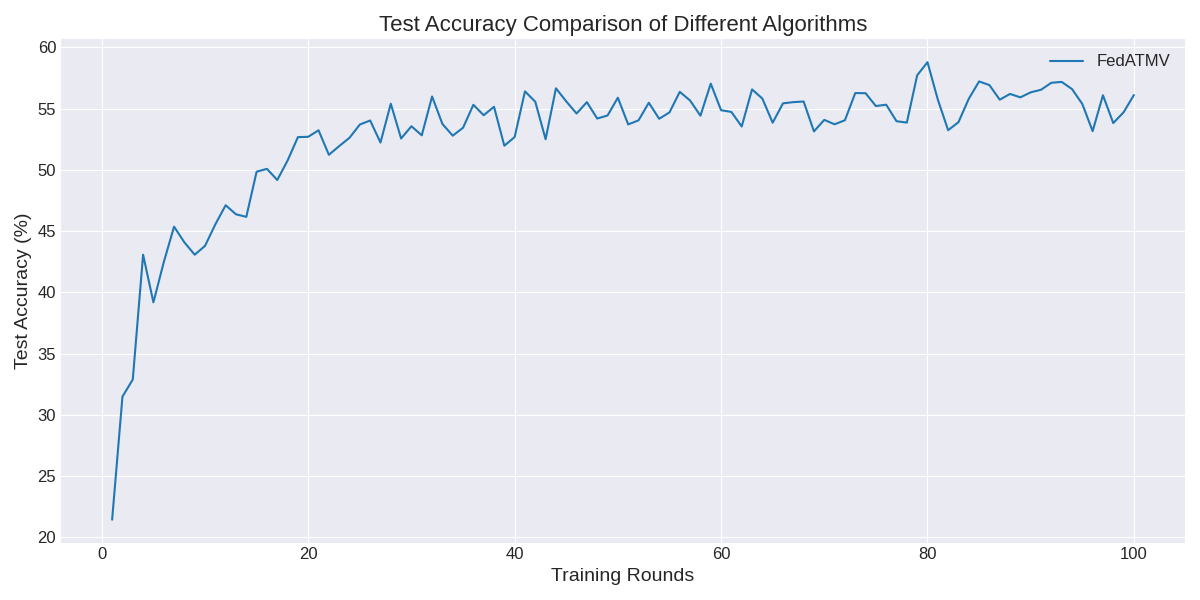 Test Accuracy Comparison of Different Algorithms
FedATMV
Test Accuracy (%)
60
55
50
45
40
35
30
25
20
0 20 40 60 80 100
Training Rounds